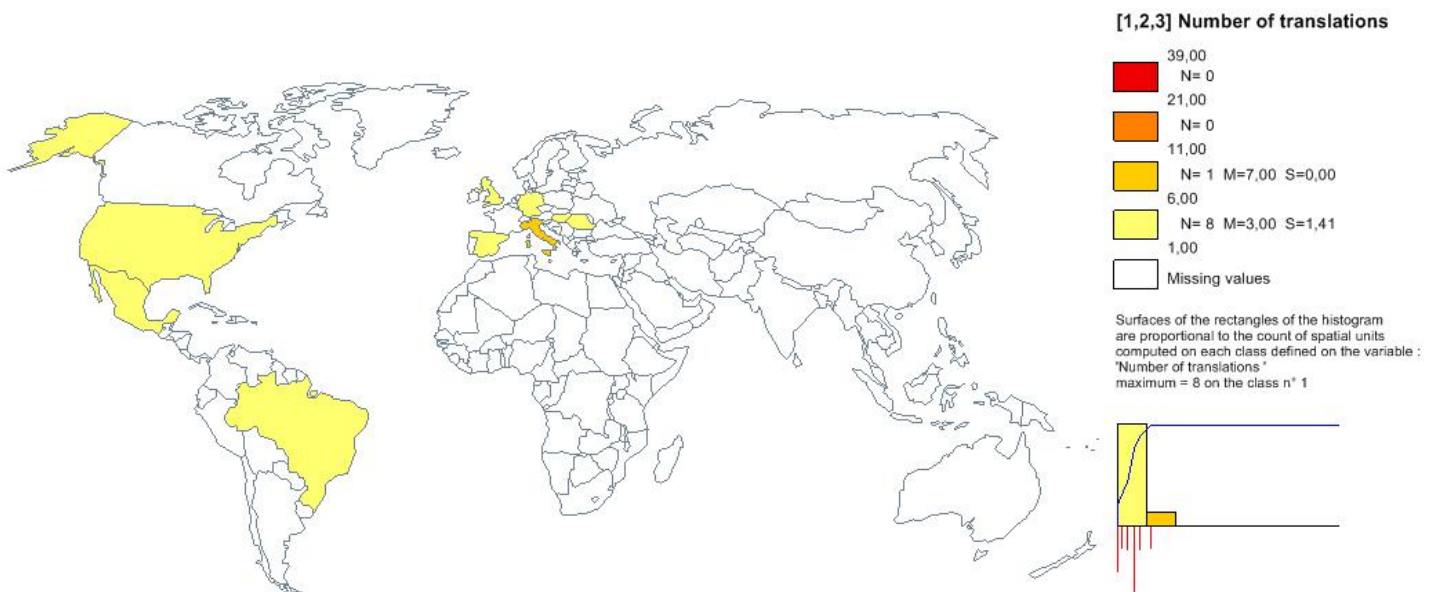 [1,2,3] Number of translations
39,00
N= 0
21,00
N= 0
11,00
N= 1 M=7,00 S=0,00
6,00
N= 8 M=3,00 S=1,41
1,00
Missing values
Surfaces of the rectangles of the histogram
are proportional to the count of spatial units
computed on each class defined on the variable :
'Number of translations '
maximum = 8 on the class n° 1